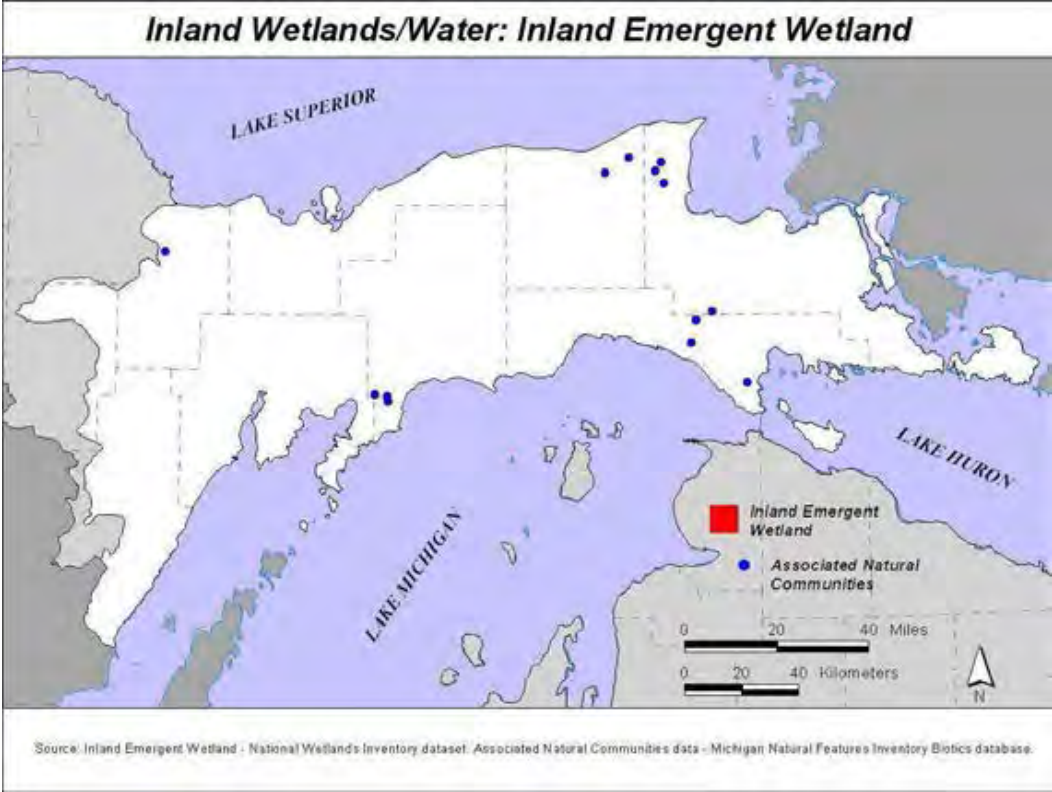 Inland Wetlands/Water: Inland Emergent Wetland
LAKE SUPERIOR
LAKE HURON
LAKE MICHIGAN
Inland Emergent
Wetland
Associated Natural
Communities
0 20 40 Miles
0 20 40 Kilometers
N
Source: Inland Emergent Wetland - National Wetlands Inventory dataset. Associated Natural Communities data - Michigan Natural Features Inventory Biotics database.